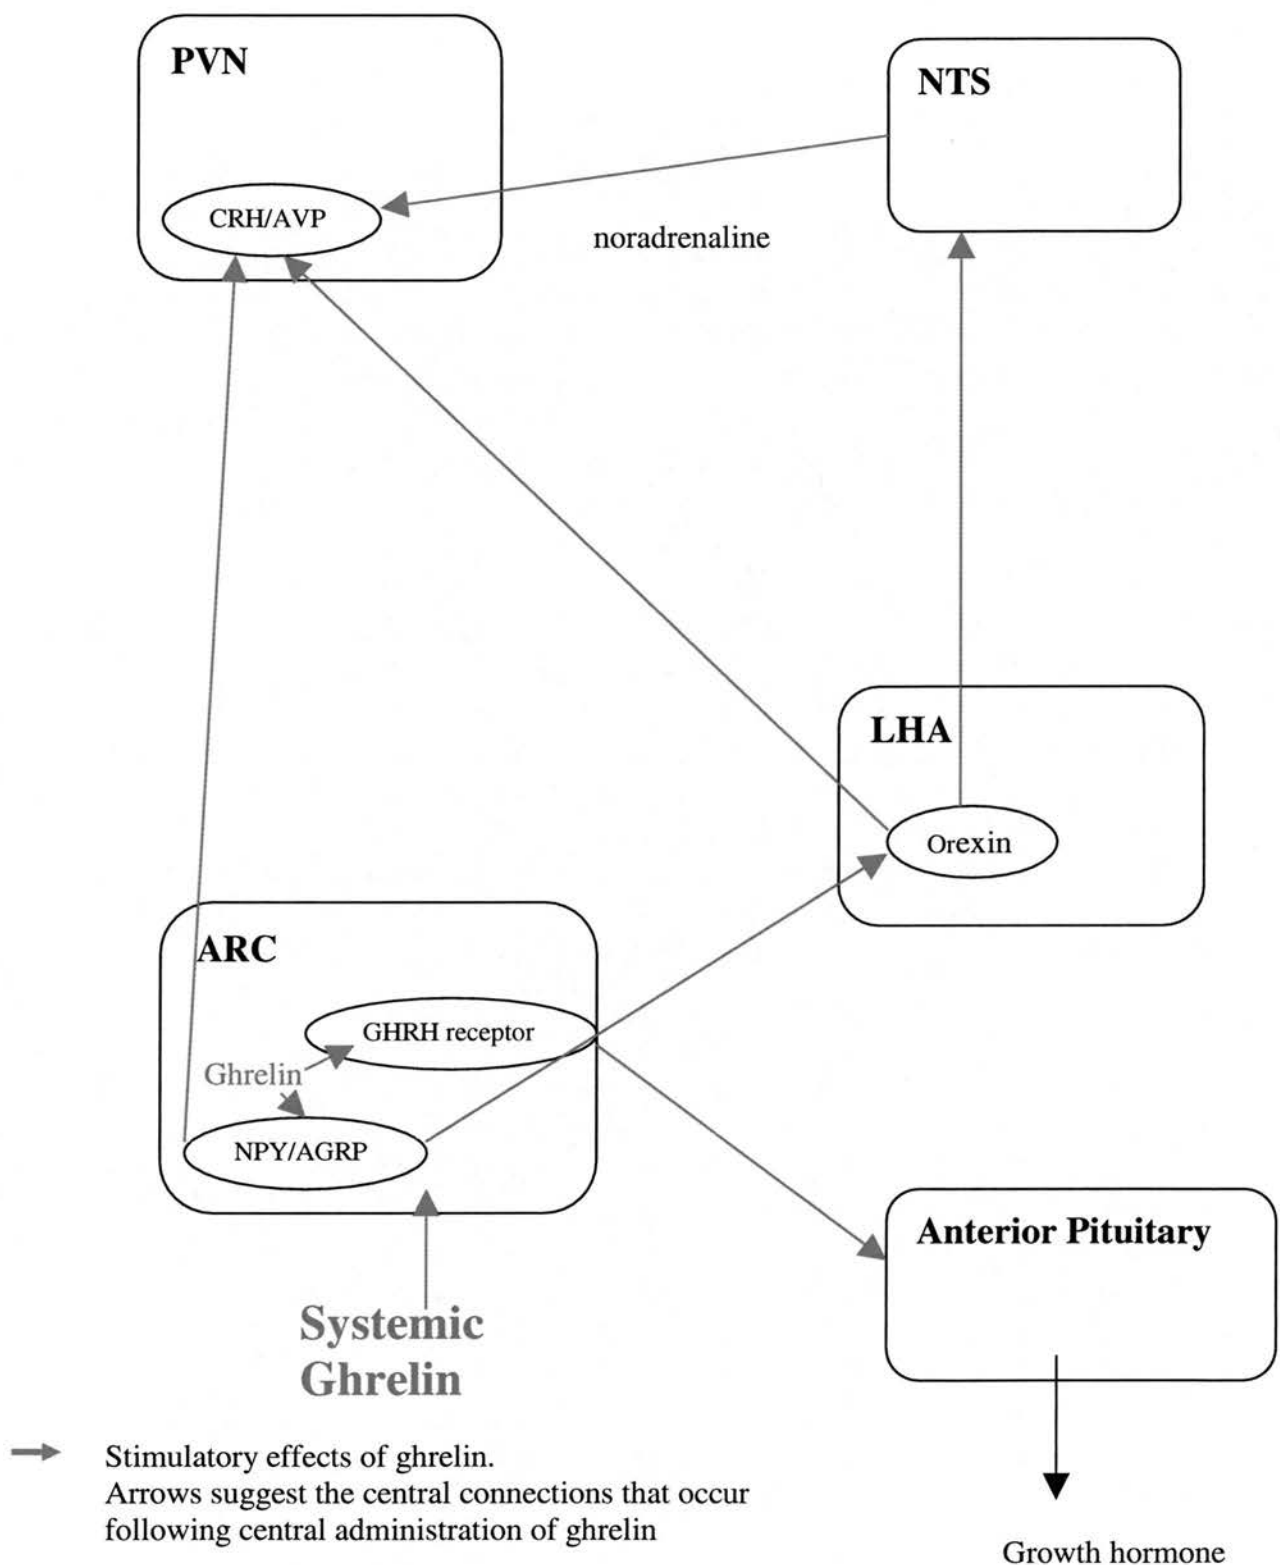 PVN
NTS
CRH/AVP
noradrenaline
LHA
Orexin
ARC
GHRH receptor
Ghrelin
NPY/AGRP
Anterior Pituitary
Systemic
Ghrelin
Stimulatory effects of ghrelin.
Arrows suggest the central connections that occur
following central administration of ghrelin
Growth hormone